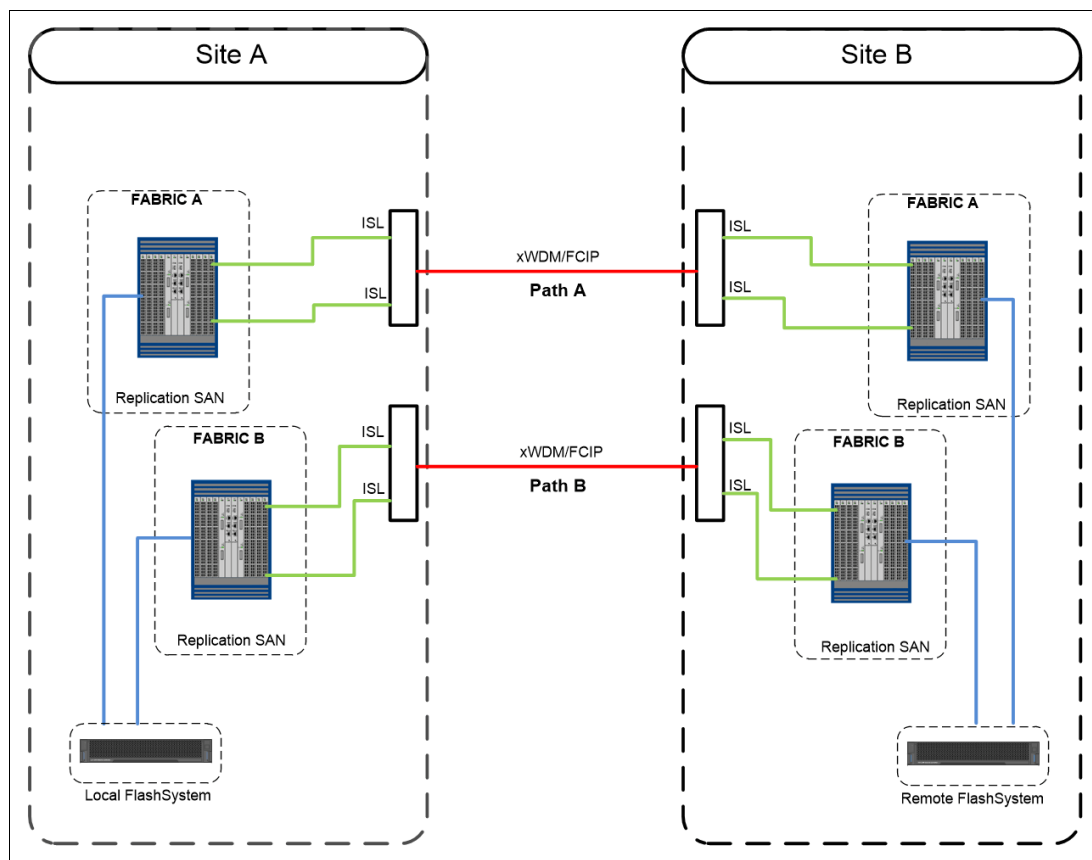 Site A
Site B
FABRIC A
ISL
ISL
Replication SAN
xWDM/FCIP
Path A
ISL
ISL
FABRIC A
Replication SAN
FABRIC B
ISL
ISL
Replication SAN
xWDM/FCIP
Path B
ISL
ISL
FABRIC B
Replication SAN
Local FlashSystem
Remote FlashSystem